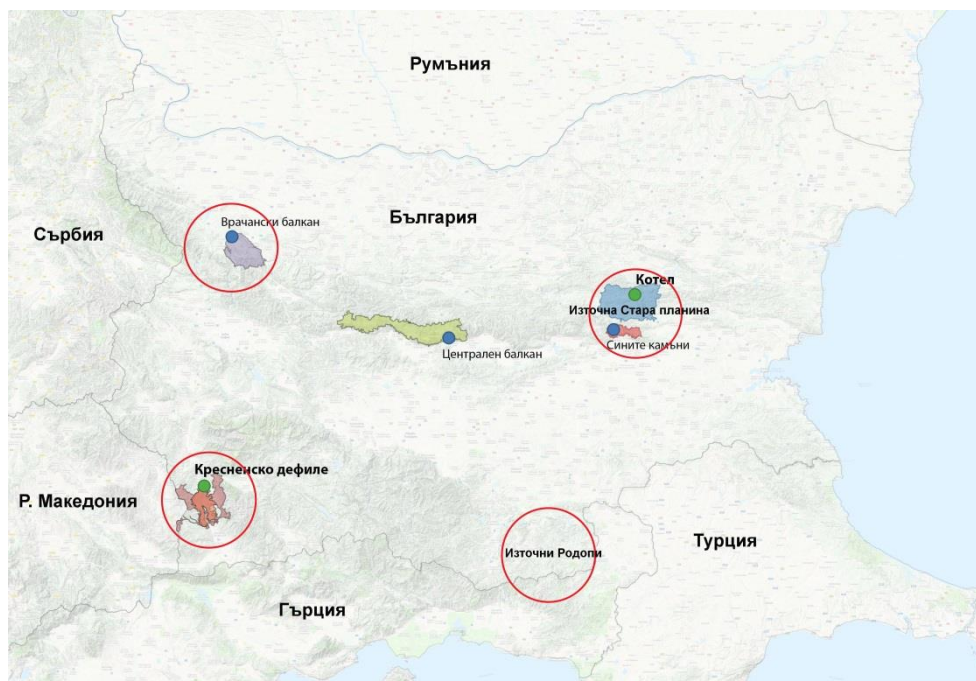 Румъния
Врачански балкан
България
Сърбия
Котел
Източна Стара планина
Сините камъни
Централен балкан
Кресненско дефиле
Р. Македония
Източни Родопи
Турция
Гърция